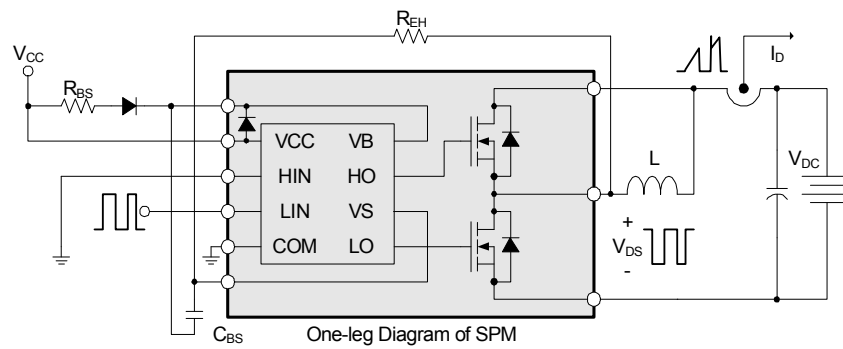 R_EH
V_CC
R_BS
I_D
VCC VB
HIN HO
LIN VS
COM LO
L
V_DC
+
V_DS
-
C_BS
One-leg Diagram of SPM